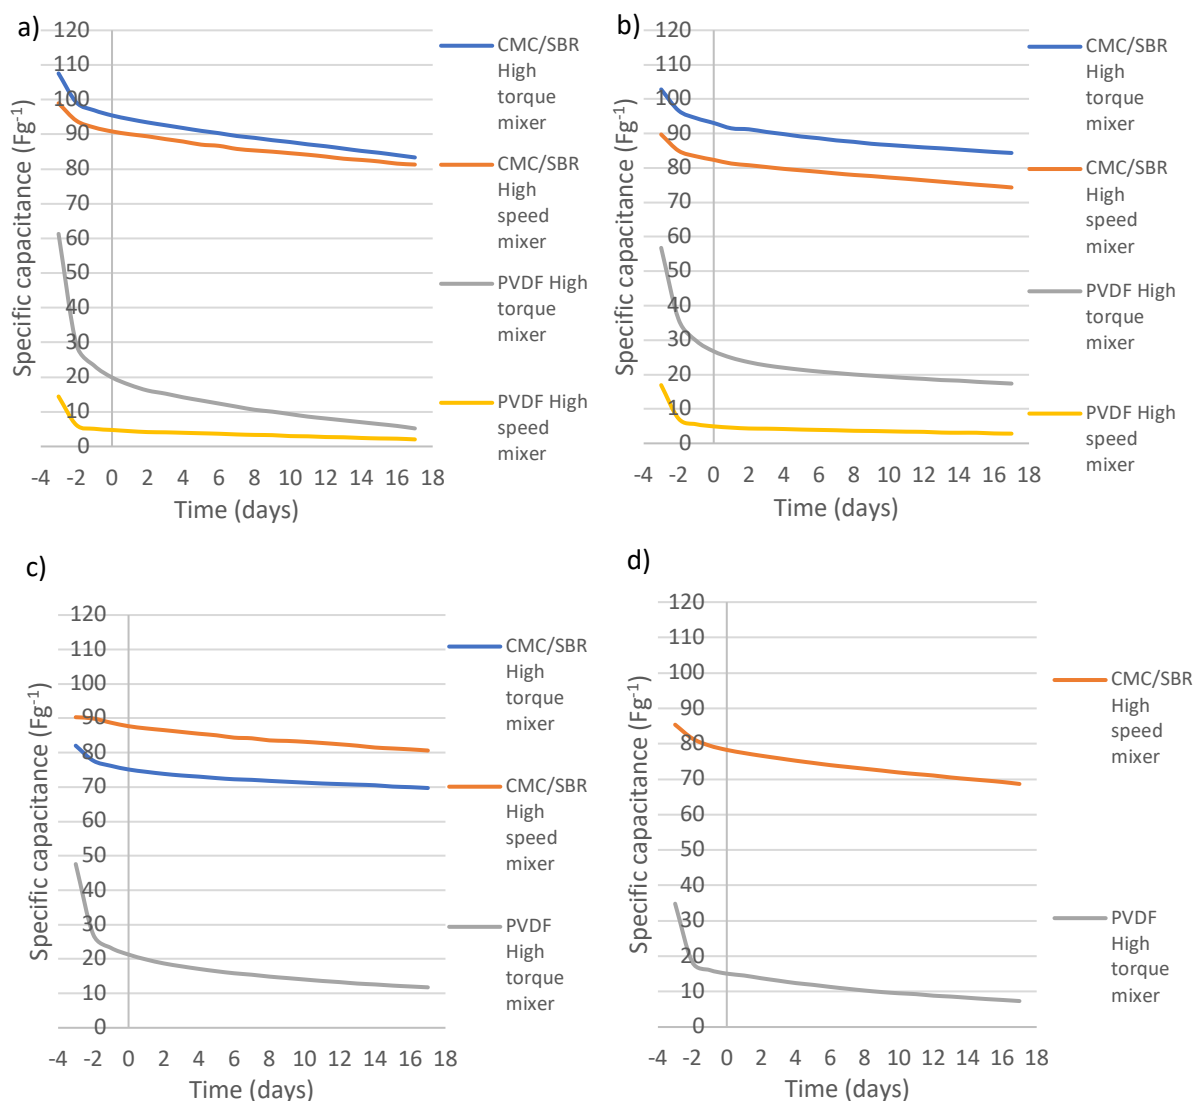 a)
Specific capacitance (Fg-1)
120
110
100
90
80
70
60
50
40
30
20
10
0
-4 -2 0 2 4 6 8 10 12 14 16 18
Time (days)
CMC/SBR
High
torque
mixer
CMC/SBR
High
speed
mixer
PVDF High
torque
mixer
PVDF High
speed
mixer
b)
Specific capacitance (Fg-1)
120
110
100
90
80
70
60
50
40
30
20
10
0
-4 -2 0 2 4 6 8 10 12 14 16 18
Time (days)
CMC/SBR
High
torque
mixer
CMC/SBR
High
speed
mixer
PVDF High
torque
mixer
PVDF High
speed
mixer
c)
Specific capacitance (Fg-1)
120
110
100
90
80
70
60
50
40
30
20
10
0
-4 -2 0 2 4 6 8 10 12 14 16 18
Time (days)
CMC/SBR
High
torque
mixer
CMC/SBR
High
speed
mixer
PVDF
High
torque
mixer
d)
Specific capacitance (Fg-1)
120
110
100
90
80
70
60
50
40
30
20
10
0
-4 -2 0 2 4 6 8 10 12 14 16 18
Time (days)
CMC/SBR
High
speed
mixer
PVDF
High
torque
mixer